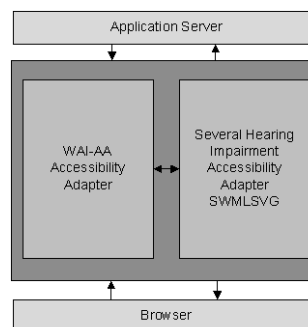 Application Server
WAI-AA
Accessibility
Adapter
Several Hearing
Impairment
Accessibility
Adapter
SWMLSVG
Browser